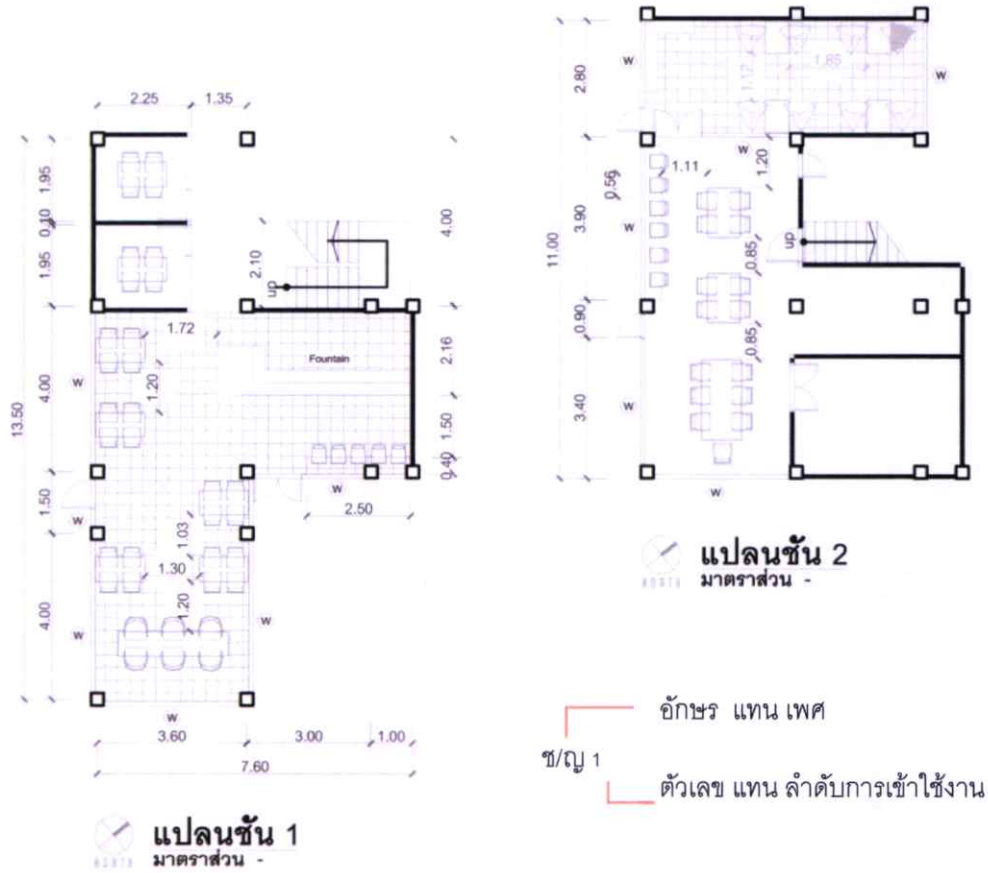 2.25 1.35
1.95
0.10
1.95
4.00
1.50
4.00
13.50
4.00
2.10
up
1.72
Fountain
2.16
1.20
1.50
0.40
W
W
2.50
W
1.03
1.30
1.20
W
W
W
3.60 3.00 1.00
7.60
NORTH
แปลนชั้น 1
มาตราส่วน -
W
2.80
1.85
1.12
W
W
1.20
1.11
0.56
3.90
W
up
0.85
11.00
0.90
0.85
W
3.40
W
NORTH
แปลนชั้น 2
มาตราส่วน -
อักษร แทน เพศ
ช/ญ 1
ตัวเลข แทน ลำดับการเข้าใช้งาน